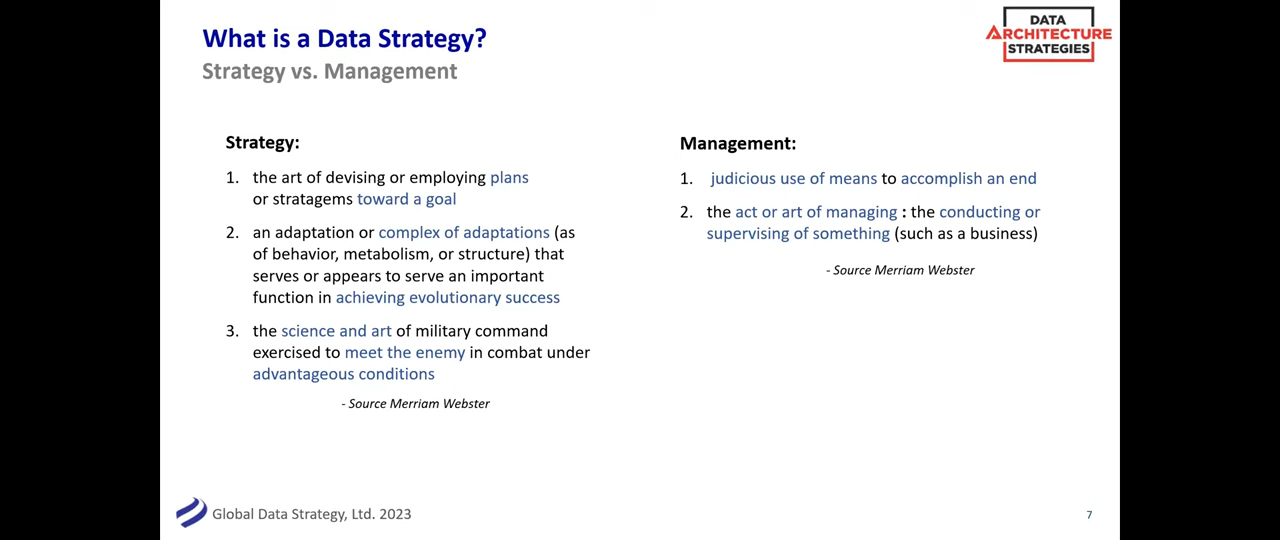 What is a Data Strategy?
Strategy vs. Management
DATA
ARCHITECTURE
STRATEGIES
Strategy:
1. the art of devising or employing plans
or stratagems toward a goal
2. an adaptation or complex of adaptations (as
of behavior, metabolism, or structure) that
serves or appears to serve an important
function in achieving evolutionary success
3. the science and art of military command
exercised to meet the enemy in combat under
advantageous conditions
- Source Merriam Webster
Management:
1. judicious use of means to accomplish an end
2. the act or art of managing : the conducting or
supervising of something (such as a business)
- Source Merriam Webster
Global Data Strategy, Ltd. 2023
7